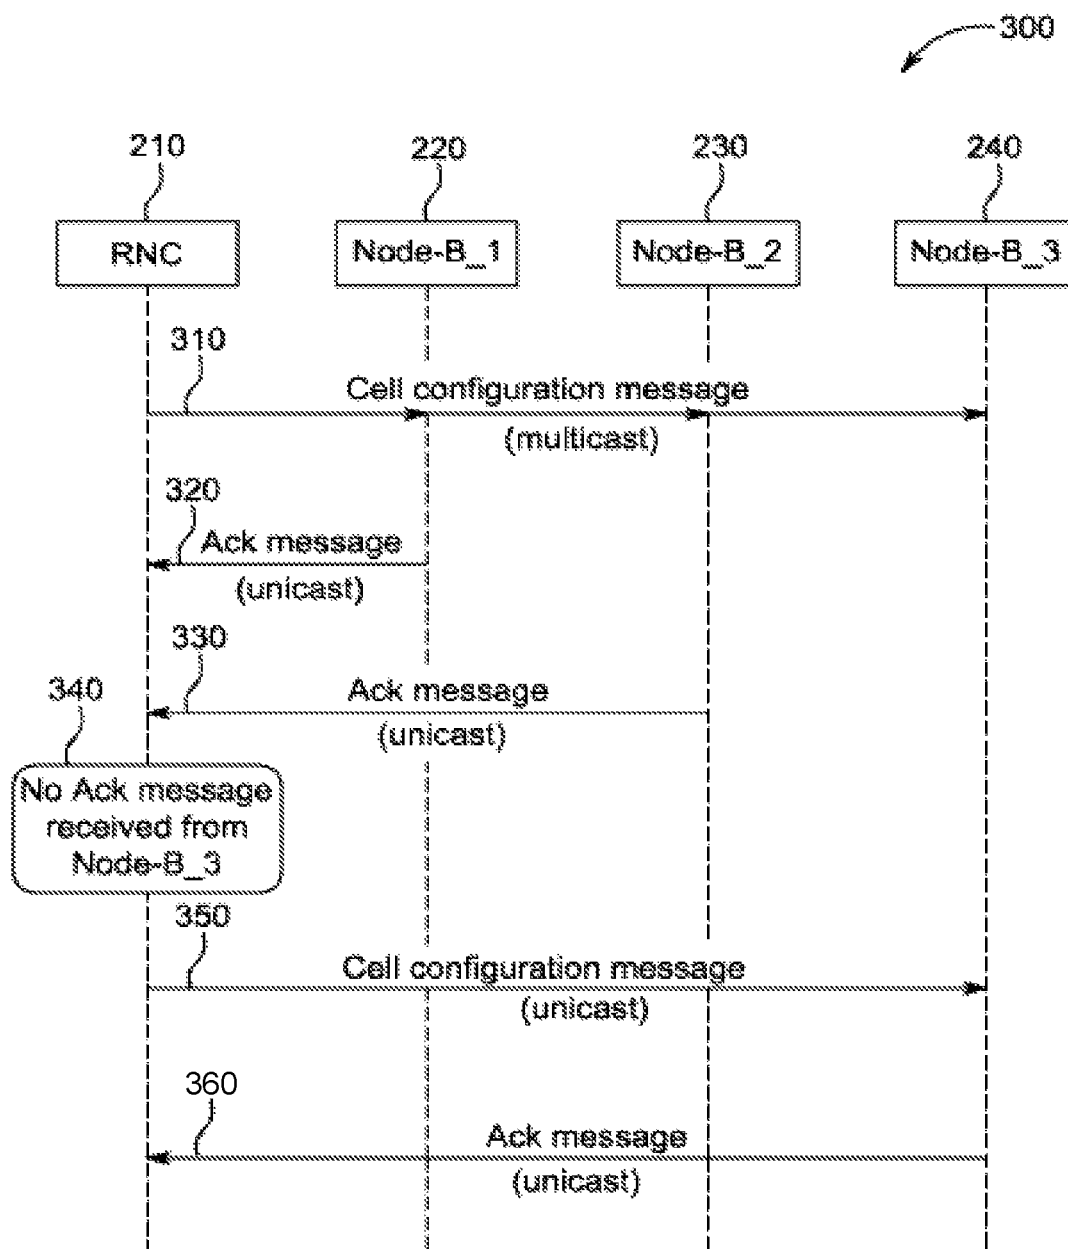 300
210
220
230
240
RNC
Node-B_1
Node-B_2
Node-B_3
310
Cell configuration message
(multicast)
320
Ack message
(unicast)
330
Ack message
(unicast)
340
No Ack message
received from
Node-B_3
350
Cell configuration message
(unicast)
360
Ack message
(unicast)